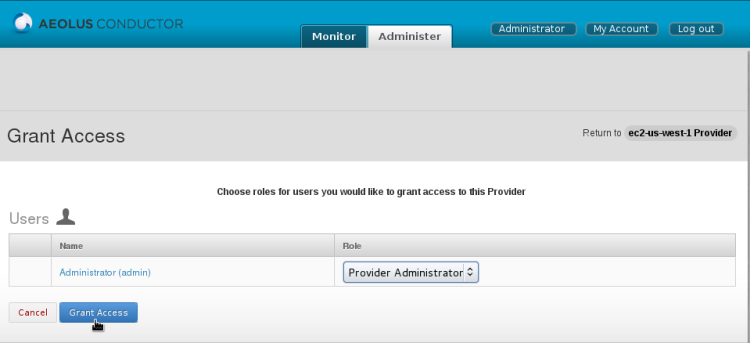 AEOLUS CONDUCTOR
Monitor
Administer
Administrator
My Account
Log out
Grant Access
Return to ec2-us-west-1 Provider
Choose roles for users you would like to grant access to this Provider
Users
Name
Role
Administrator (admin)
Provider Administrator
Cancel
Grant Access